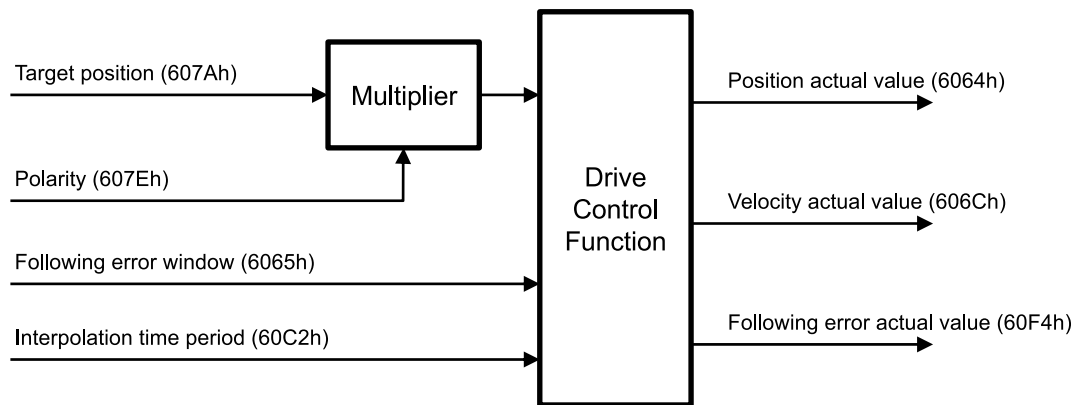 Target position (607Ah)
Multiplier
Polarity (607Eh)
Following error window (6065h)
Interpolation time period (60C2h)
Drive
Control
Function
Position actual value (6064h)
Velocity actual value (606Ch)
Following error actual value (60F4h)